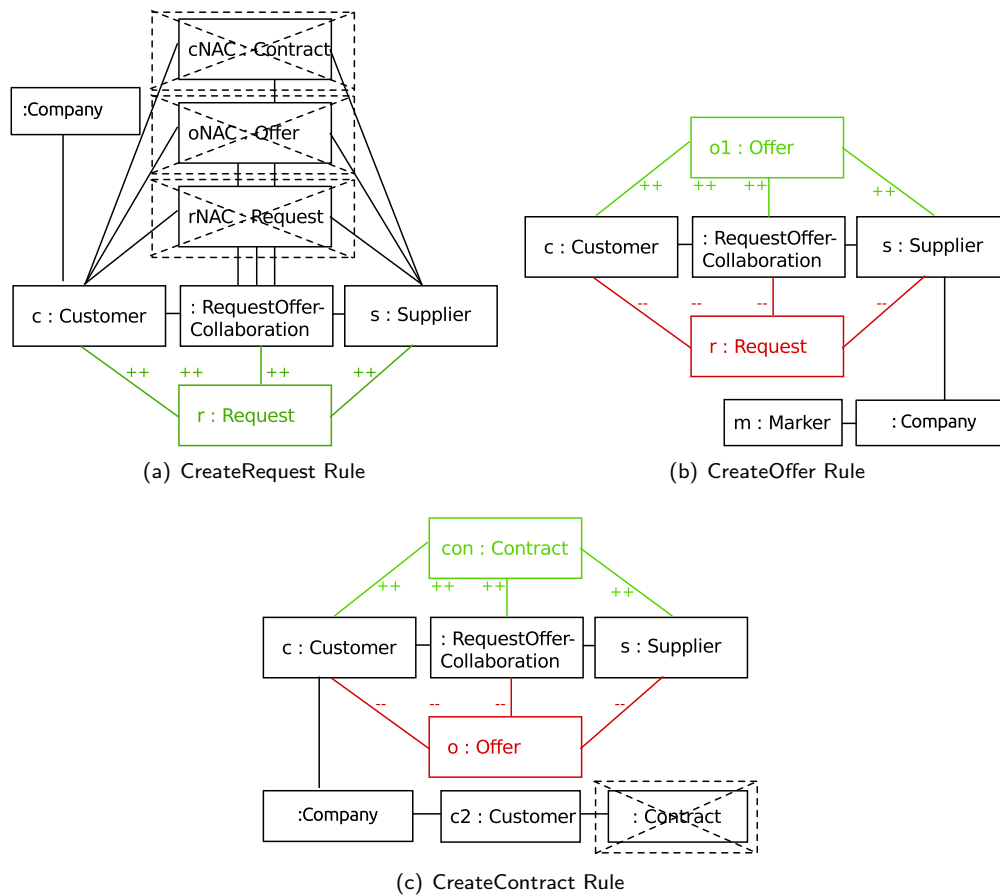 cNAC : Contract
:Company
oNAC : Offer
rNAC : Request
c : Customer
: RequestOffer-
Collaboration
s : Supplier
++ ++ ++ ++
r : Request
(a) CreateRequest Rule
o1 : Offer
++ ++ ++ ++
c : Customer
: RequestOffer-
Collaboration
s : Supplier
-- -- -- --
r : Request
m : Marker
: Company
(b) CreateOffer Rule
con : Contract
++ ++ ++ ++
c : Customer
: RequestOffer-
Collaboration
s : Supplier
-- -- -- --
o : Offer
:Company
c2 : Customer
: Contract
(c) CreateContract Rule